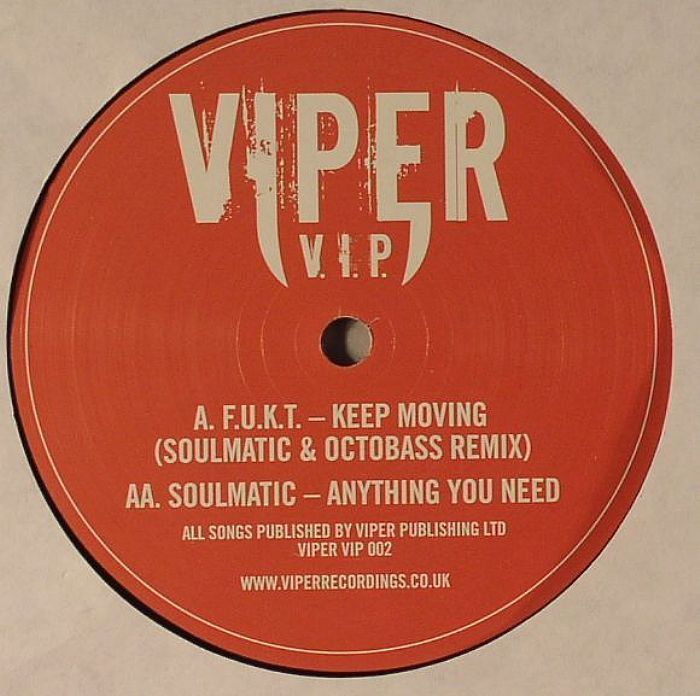 VIPER
V.I.P.
A. F.U.K.T. – KEEP MOVING
(SOULMATIC & OCTOBASS REMIX)
AA. SOULMATIC – ANYTHING YOU NEED
ALL SONGS PUBLISHED BY VIPER PUBLISHING LTD
VIPER VIP 002
WWW.VIPERRECORDINGS.CO.UK